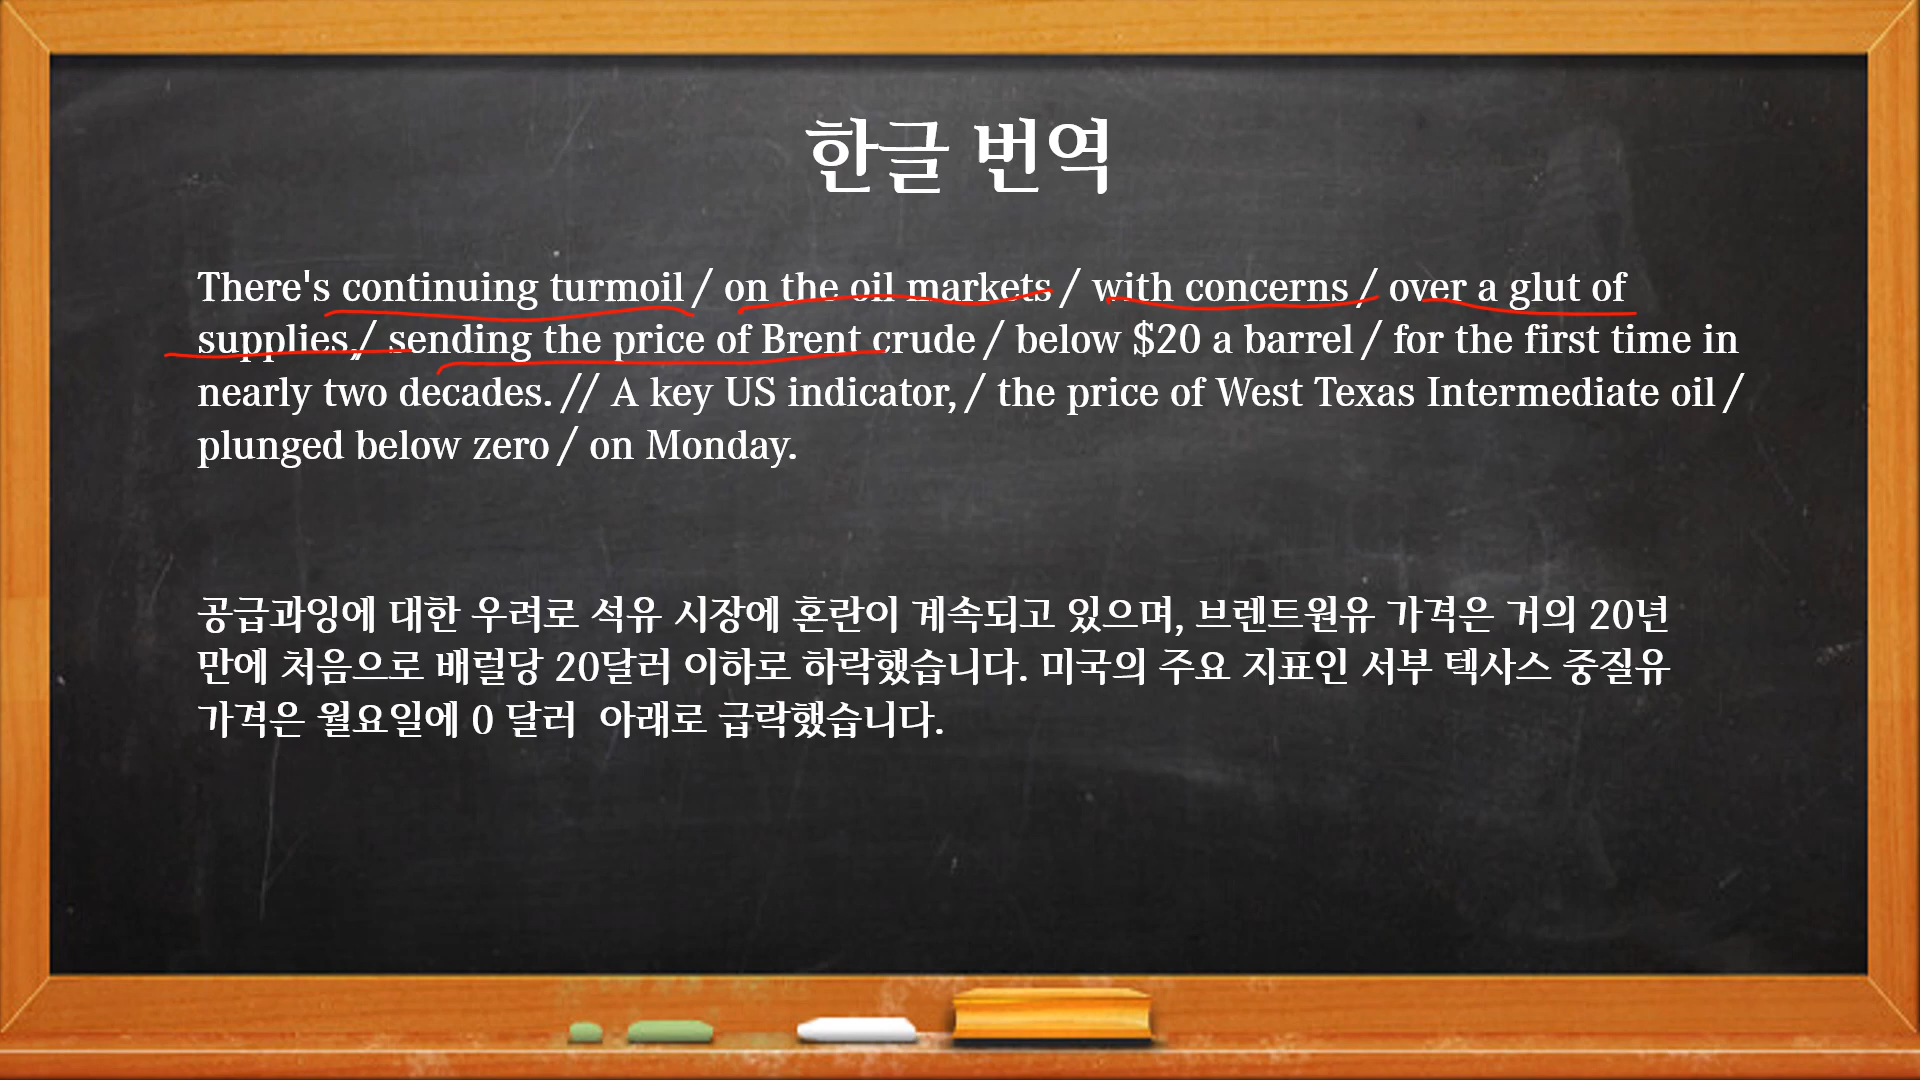 한글 번역
There's continuing turmoil / on the oil markets / with concerns / over a glut of
supplies, / sending the price of Brent crude / below $20 a barrel / for the first time in
nearly two decades. // A key US indicator, / the price of West Texas Intermediate oil /
plunged below zero / on Monday.
공급과잉에 대한 우려로 석유 시장에 혼란이 계속되고 있으며, 브렌트원유 가격은 거의 20년
만에 처음으로 배럴당 20달러 이하로 하락했습니다. 미국의 주요 지표인 서부 텍사스 중질유
가격은 월요일에 0 달러  아래로 급락했습니다.